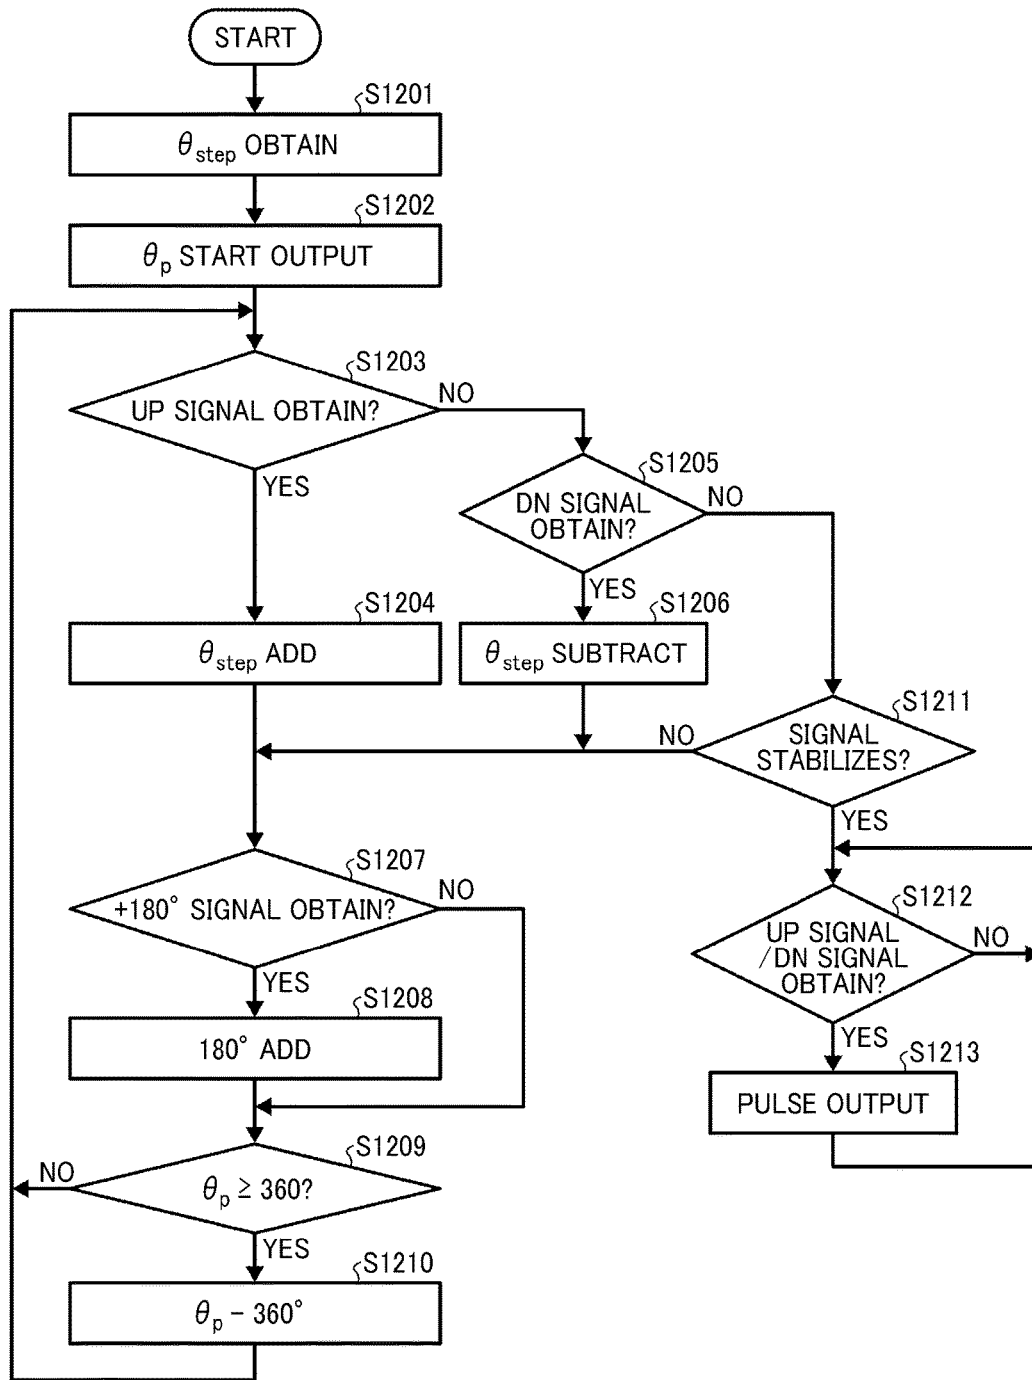 START
S1201
θstep OBTAIN
S1202
θp START OUTPUT
S1203
UP SIGNAL OBTAIN?
NO
YES
S1205
DN SIGNAL
OBTAIN?
NO
YES
S1204
θstep ADD
S1206
θstep SUBTRACT
S1211
SIGNAL
STABILIZES?
NO
YES
S1207
+180° SIGNAL OBTAIN?
NO
YES
S1212
UP SIGNAL
/DN SIGNAL
OBTAIN?
NO
YES
S1208
180° ADD
S1213
PULSE OUTPUT
S1209
θp ≥ 360?
NO
YES
S1210
θp − 360°